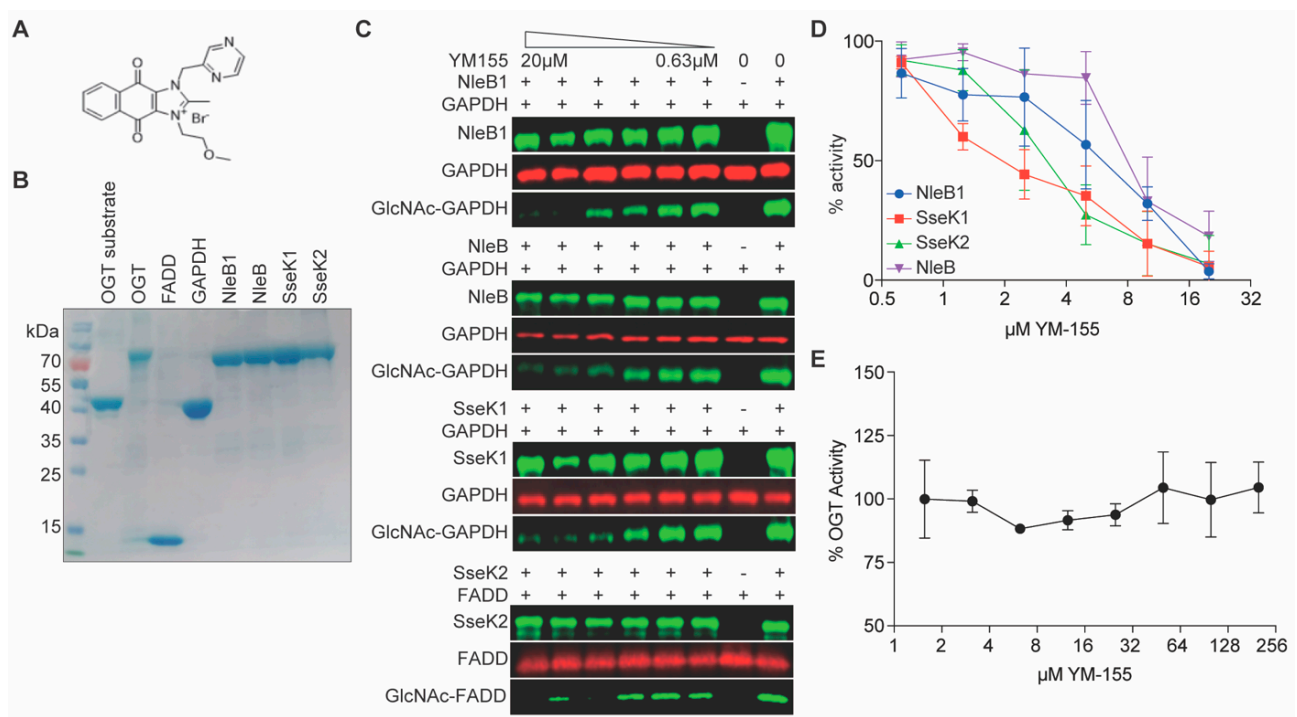 A
N
N
O
O
N
N+
Br-
O
B
OGT substrate
OGT
FADD
GAPDH
NleB1
NleB
SseK1
SseK2
kDa
70
55
40
35
25
15
C
YM155 20µM 0.63µM 0 0
NleB1 + + + + + + - +
GAPDH + + + + + + + +
NleB1
GAPDH
GlcNAc-GAPDH
NleB + + + + + + - +
GAPDH + + + + + + + +
NleB
GAPDH
GlcNAc-GAPDH
SseK1 + + + + + + - +
GAPDH + + + + + + + +
SseK1
GAPDH
GlcNAc-GAPDH
SseK2 + + + + + + - +
FADD + + + + + + + +
SseK2
FADD
GlcNAc-FADD
D
% activity
100
50
0
NleB1
SseK1
SseK2
NleB
0.5 1 2 4 8 16 32
µM YM-155
E
% OGT Activity
150
125
100
75
50
1 2 4 8 16 32 64 128 256
µM YM-155